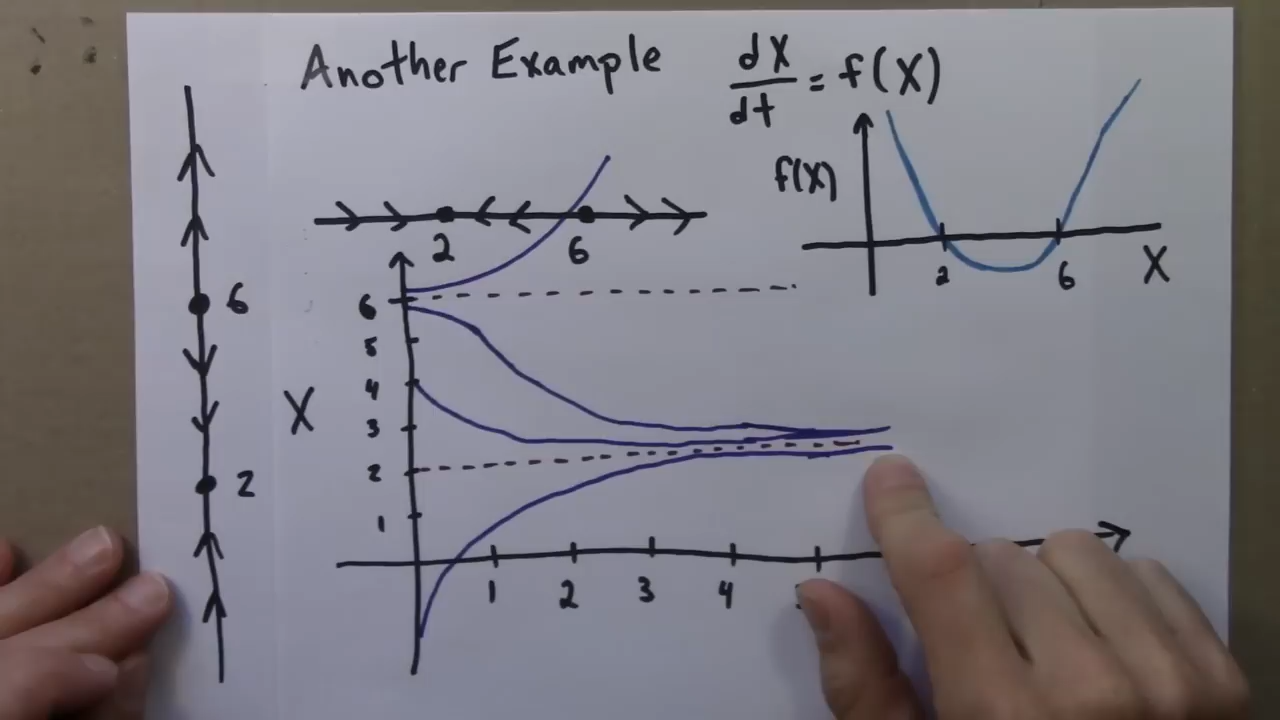 Another Example
dX/dt = f(X)
f(X)
2 6 X
2 6
6
2
X
6
5
4
3
2
1
1 2 3 4